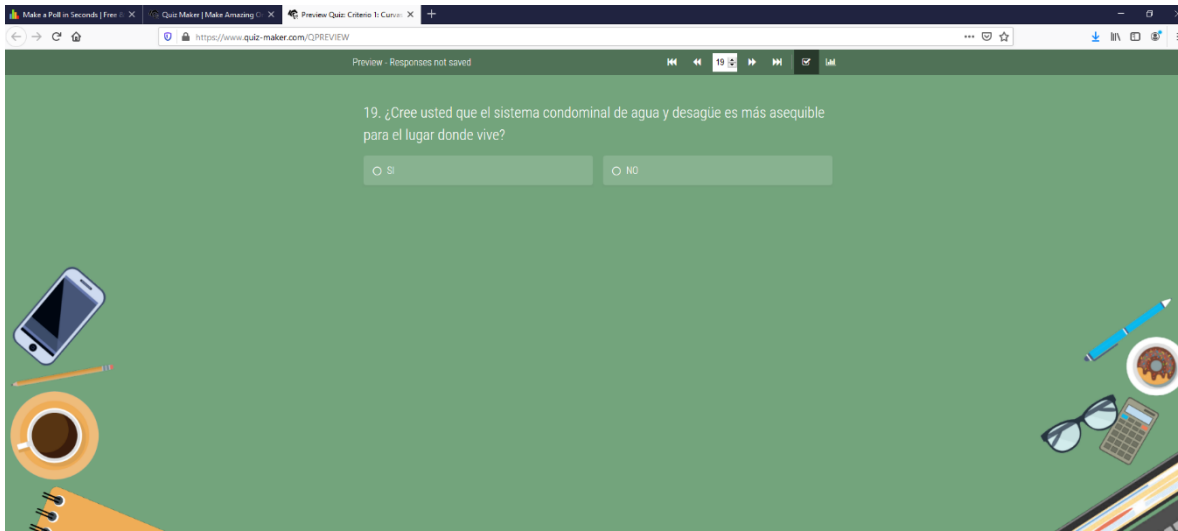 Make a Poll in Seconds | Free
Quiz Maker | Make Amazing
Preview Quiz: Criterio 1: Curva
https://www.quiz-maker.com/QPREVIEW
Preview - Responses not saved
19
19. ¿Cree usted que el sistema condominal de agua y desagüe es más asequible
para el lugar donde vive?
SI
NO